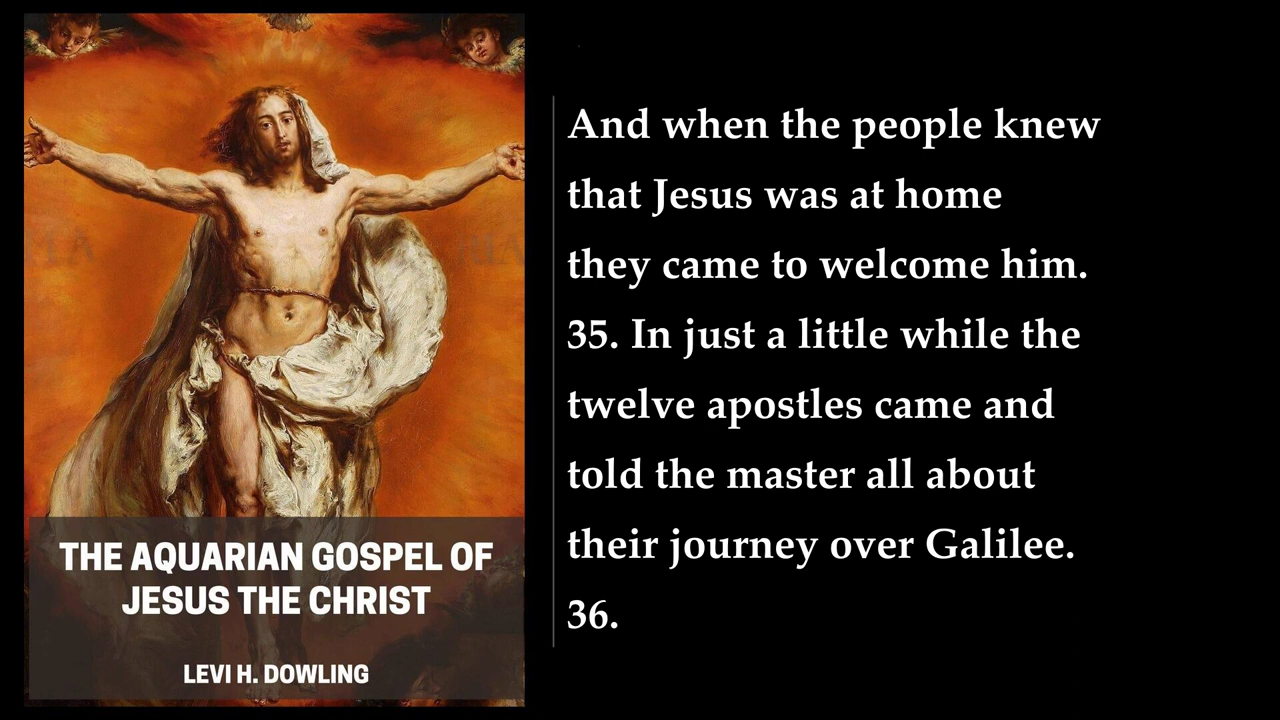 THE AQUARIAN GOSPEL OF
JESUS THE CHRIST
LEVI H. DOWLING
And when the people knew
that Jesus was at home
they came to welcome him.
35. In just a little while the
twelve apostles came and
told the master all about
their journey over Galilee.
36.